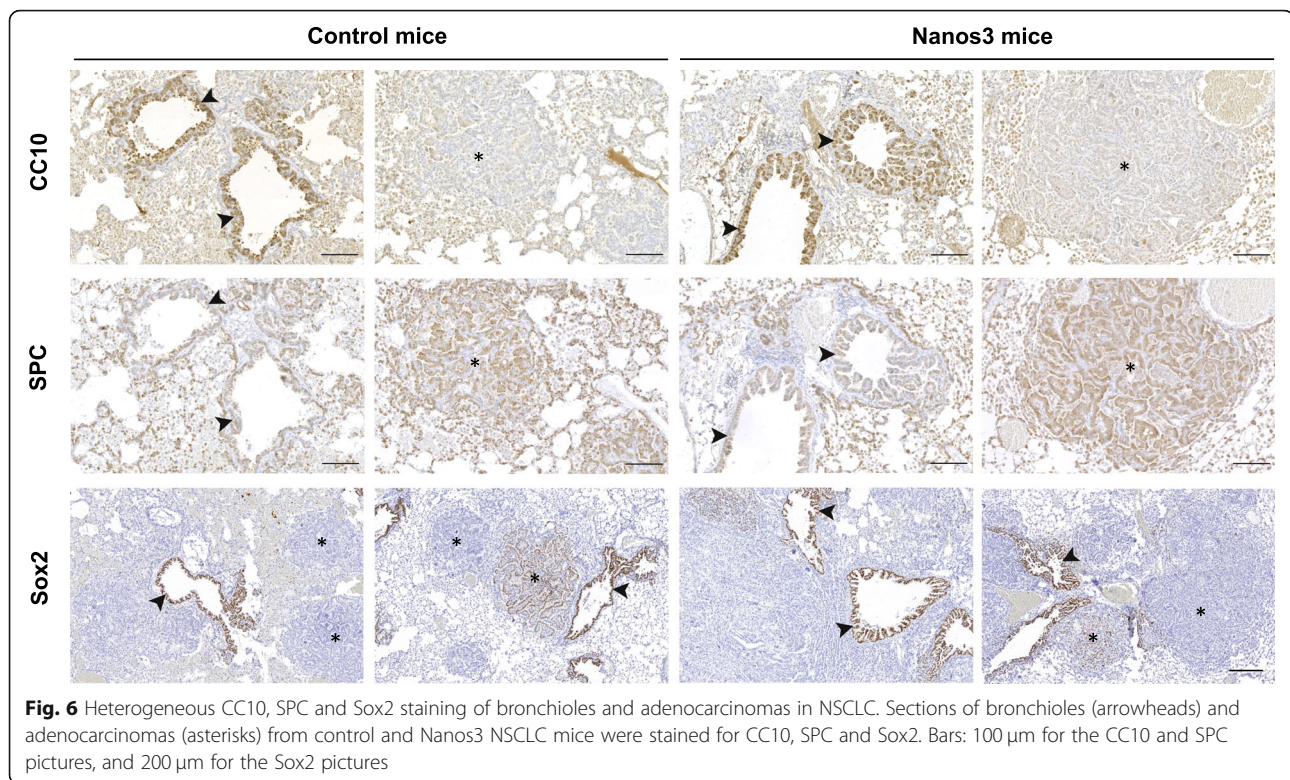 Control mice
Nanos3 mice
CC10
*
*
SPC
*
*
Sox2
*
*
*
*
*
*
Fig. 6 Heterogeneous CC10, SPC and Sox2 staining of bronchioles and adenocarcinomas in NSCLC. Sections of bronchioles (arrowheads) and
adenocarcinomas (asterisks) from control and Nanos3 NSCLC mice were stained for CC10, SPC and Sox2. Bars: 100 μm for the CC10 and SPC
pictures, and 200 μm for the Sox2 pictures